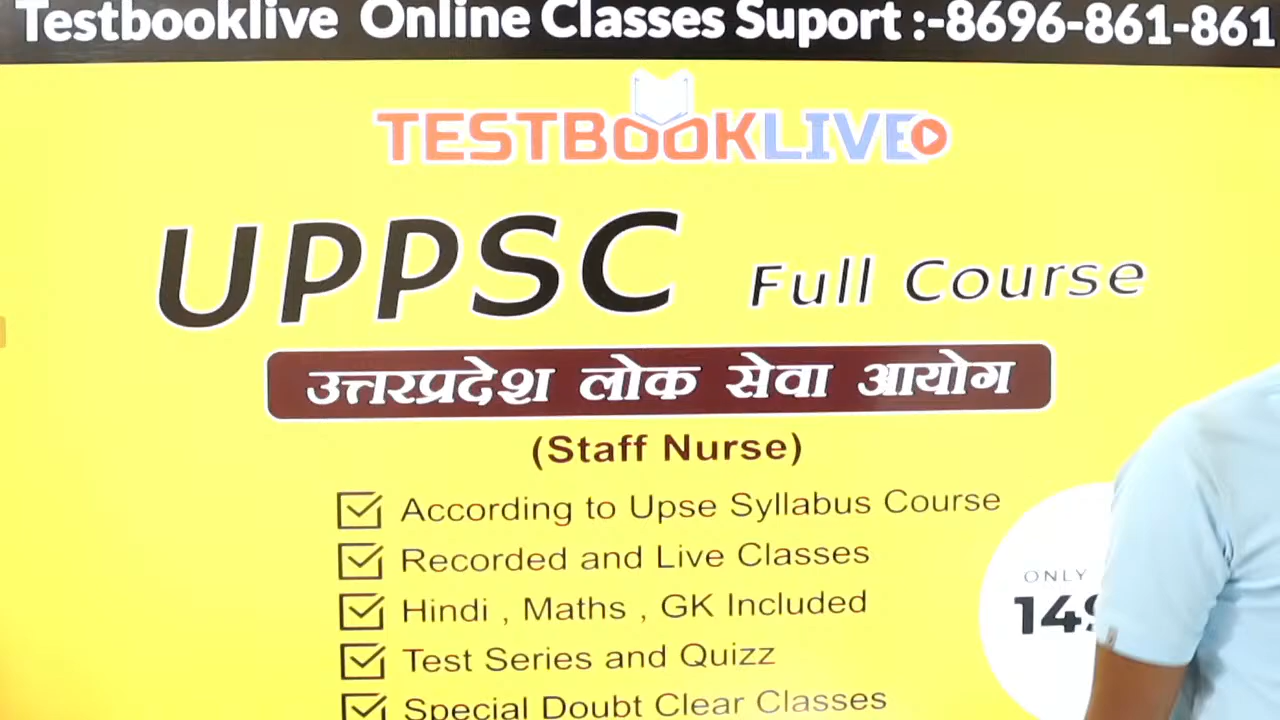 Testbooklive Online Classes Suport :-8696-861-861
TESTBOOKLIVE
UPPSC Full Course
उत्तरप्रदेश लोक सेवा आयोग
(Staff Nurse)
According to Upse Syllabus Course
Recorded and Live Classes
Hindi , Maths , GK Included
Test Series and Quizz
Special Doubt Clear Classes
ONLY